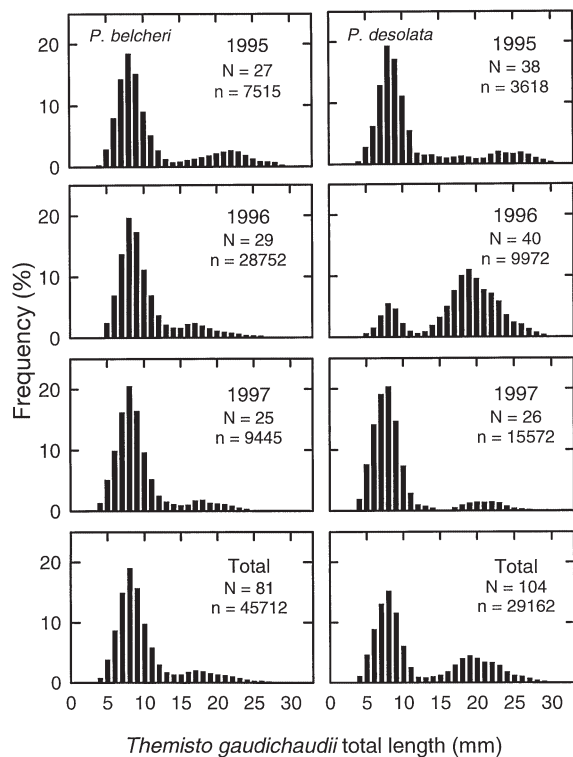 P. belcheri
1995
N = 27
n = 7515
P. desolata
1995
N = 38
n = 3618
20
10
0
1996
N = 29
n = 28752
1996
N = 40
n = 9972
20
10
0
1997
N = 25
n = 9445
1997
N = 26
n = 15572
20
10
0
Total
N = 81
n = 45712
Total
N = 104
n = 29162
20
10
0
Frequency (%)
0 5 10 15 20 25 30
0 5 10 15 20 25 30
Themisto gaudichaudii total length (mm)